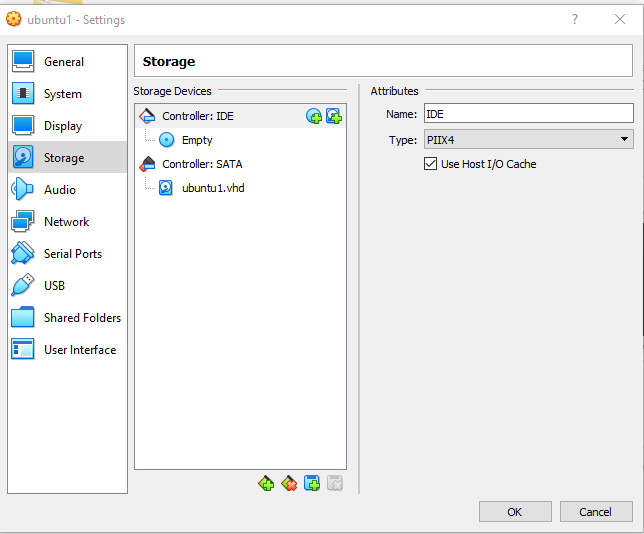 ubuntu1 - Settings
?
General
System
Display
Storage
Audio
Network
Serial Ports
USB
Shared Folders
User Interface
Storage
Storage Devices
Controller: IDE
Empty
Controller: SATA
ubuntu1.vhd
Attributes
Name: IDE
Type: PIIX4
Use Host I/O Cache
OK Cancel